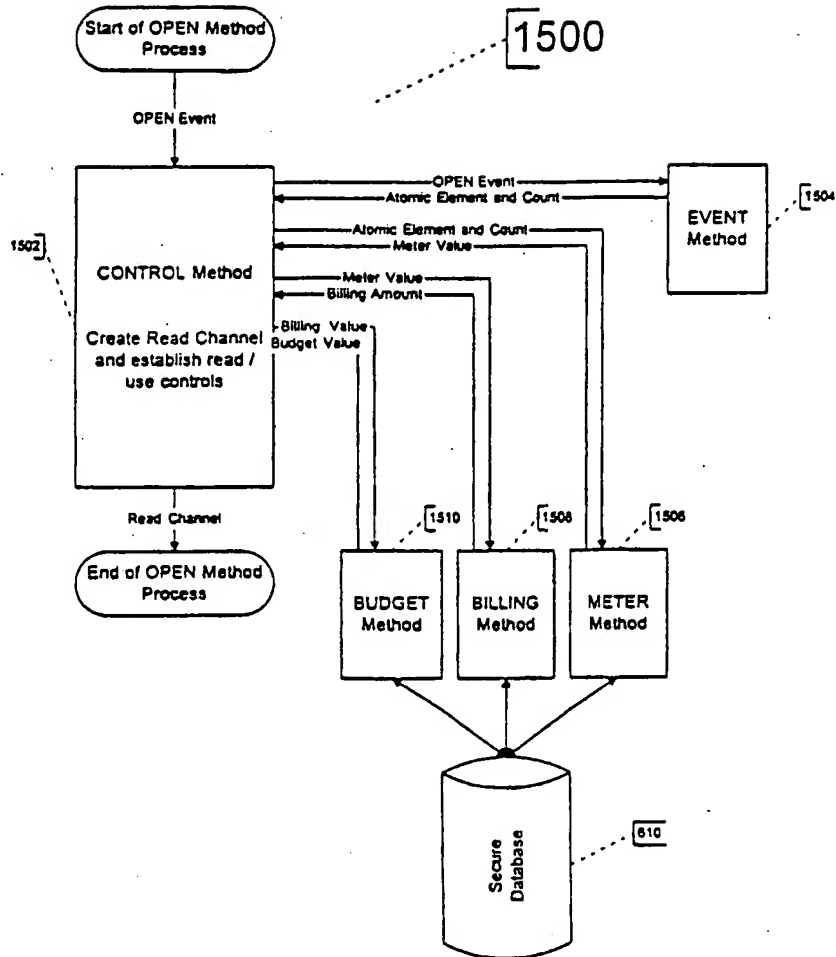 Start of OPEN Method
Process
1500
OPEN Event
OPEN Event
Atomic Element and Count
1504
EVENT
Method
1502
Atomic Element and Count
Meter Value
CONTROL Method
Meter Value
Billing Amount
Create Read Channel
and establish read /
use controls
Billing Value
Budget Value
Read Channel
1510
1508
1506
End of OPEN Method
Process
BUDGET
Method
BILLING
Method
METER
Method
Secure
Database
610